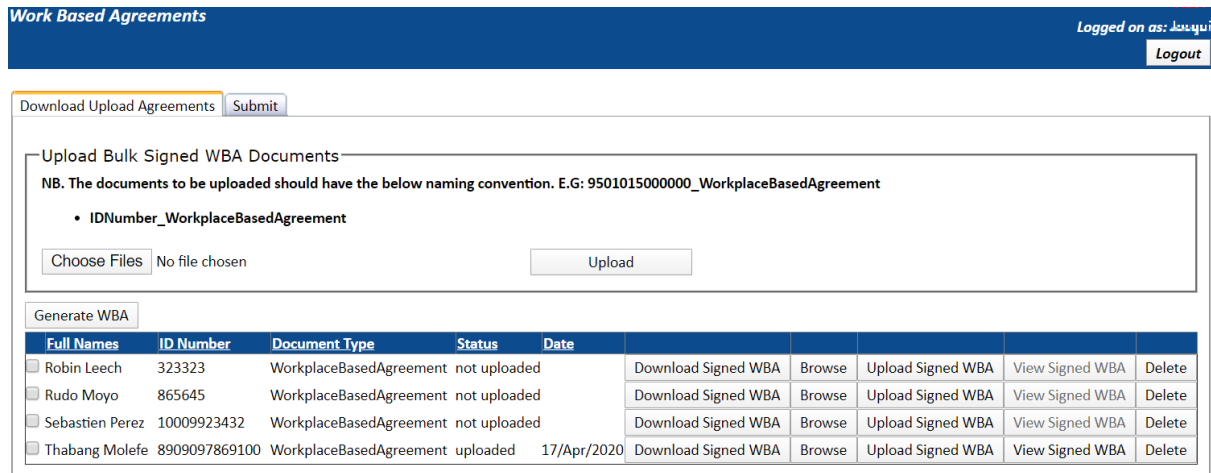 Work Based Agreements
Logged on as:
Logout
Download Upload Agreements Submit
Upload Bulk Signed WBA Documents
NB. The documents to be uploaded should have the below naming convention. E.G: 9501015000000_WorkplaceBasedAgreement
• IDNumber_WorkplaceBasedAgreement
Choose Files No file chosen Upload
Generate WBA
Full Names ID Number Document Type Status Date
Robin Leech 323323 WorkplaceBasedAgreement not uploaded Download Signed WBA Browse Upload Signed WBA View Signed WBA Delete
Rudo Moyo 865645 WorkplaceBasedAgreement not uploaded Download Signed WBA Browse Upload Signed WBA View Signed WBA Delete
Sebastien Perez 10009923432 WorkplaceBasedAgreement not uploaded Download Signed WBA Browse Upload Signed WBA View Signed WBA Delete
Thabang Molefe 8909097869100 WorkplaceBasedAgreement uploaded 17/Apr/2020 Download Signed WBA Browse Upload Signed WBA View Signed WBA Delete